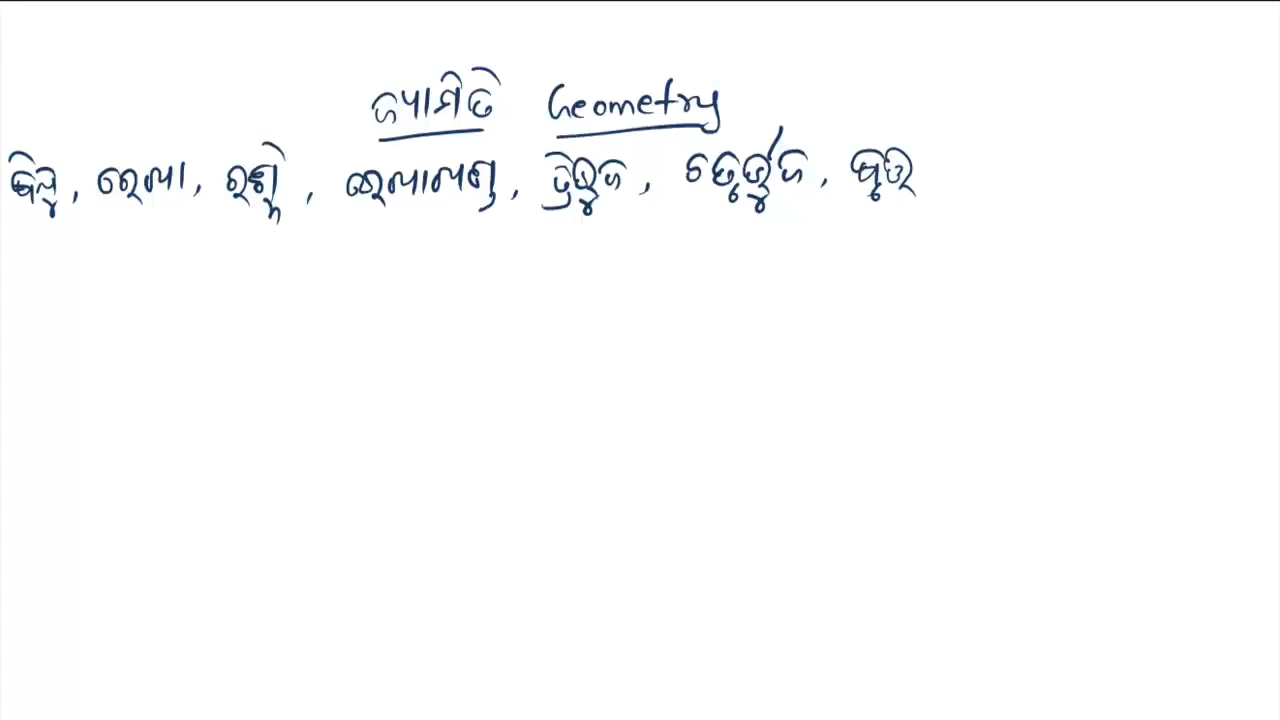 ଜ୍ୟାମିତି Geometry
ବିନ୍ଦୁ, ରେଖା, ରଶ୍ମି, ରେଖାଖଣ୍ଡ, ତ୍ରିଭୁଜ, ଚତୁର୍ଭୁଜ, ବୃତ୍ତ